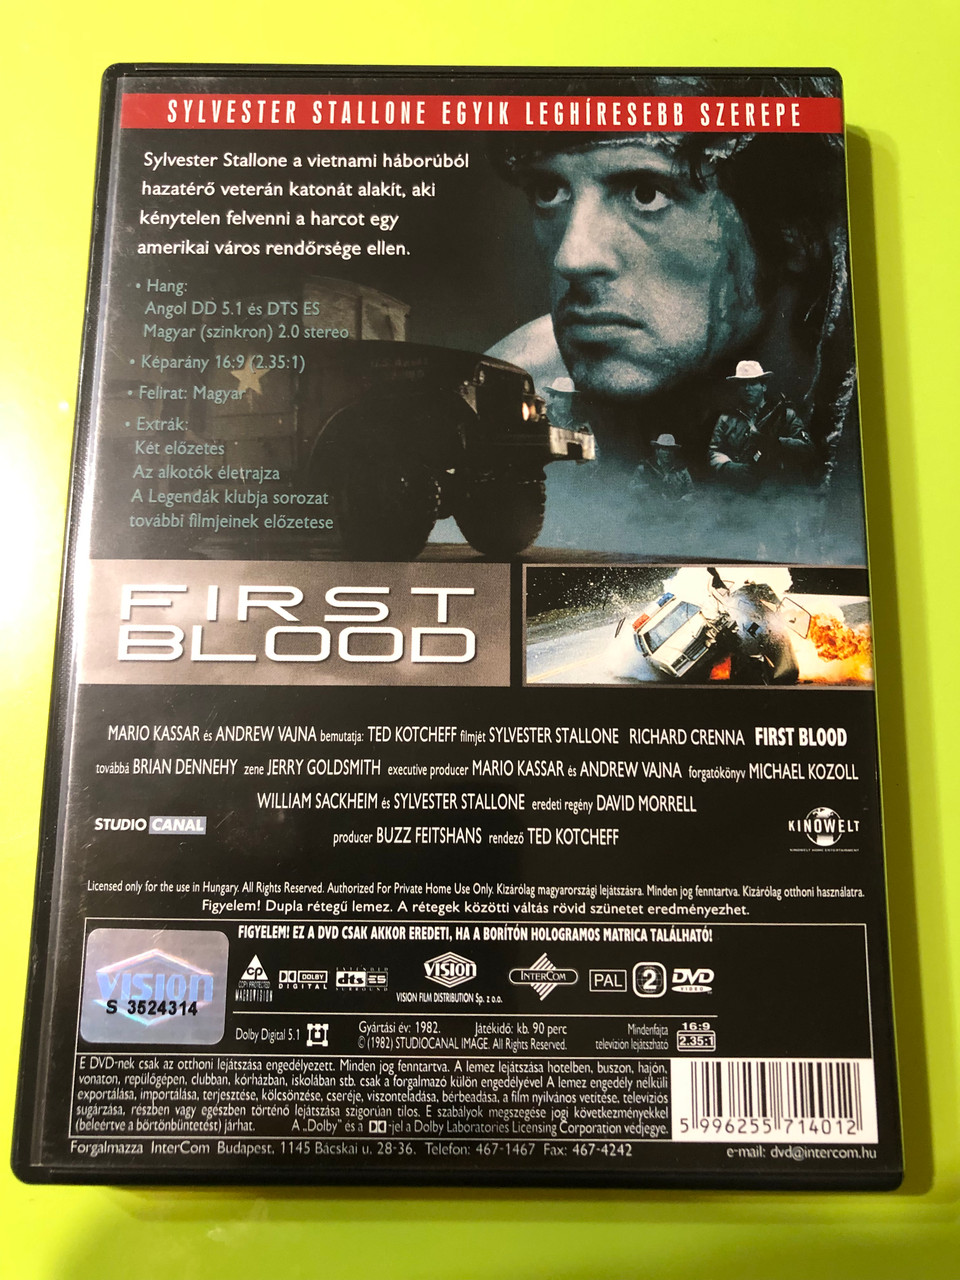 SYLVESTER STALLONE EGYIK LEGHÍRESEBB SZEREPE
Sylvester Stallone a vietnami háborúból
hazatérő veterán katonát alakít, aki
kénytelen felvenni a harcot egy
amerikai város rendőrsége ellen.
• Hang:
Angol DD 5.1 és DTS ES
Magyar (szinkron) 2.0 stereo
• Képarány 16:9 (2.35:1)
• Felirat: Magyar
• Extrák:
Két előzetes
Az alkotók életrajza
A Legendák klubja sorozat
további filmjeinek előzetese
FIRST
BLOOD
MARIO KASSAR és ANDREW VAJNA bemutatja: TED KOTCHEFF filmjét SYLVESTER STALLONE RICHARD CRENNA FIRST BLOOD
továbbá BRIAN DENNEHY zene JERRY GOLDSMITH executive producer MARIO KASSAR és ANDREW VAJNA forgatókönyv MICHAEL KOZOLL
WILLIAM SACKHEIM és SYLVESTER STALLONE eredeti regény DAVID MORRELL
producer BUZZ FEITSHANS rendező TED KOTCHEFF
STUDIO CANAL
KINOWELT
KINOWELT HOME ENTERTAINMENT
Licensed only for the use in Hungary. All Rights Reserved. Authorized For Private Home Use Only. Kizárólag magyarországi lejátszásra. Minden jog fenntartva. Kizárólag otthoni használatra.
Figyelem! Dupla rétegű lemez. A rétegek közötti váltás rövid szünetet eredményezhet.
FIGYELEM! EZ A DVD CSAK AKKOR EREDETI, HA A BORÍTÓN HOLOGRAMOS MATRICA TALÁLHATÓ!
VISION
S 3524314
CP
COPY PROTECTED
MACROVISION
DOLBY
DIGITAL
EXTENDED
dts ES
SURROUND
VISION
VISION FILM DISTRIBUTION Sp. z o.o.
INTERCOM
PAL
2
DVD
VIDEO
Dolby Digital 5.1
Gyártási év: 1982. Játékidő: kb. 90 perc
© (1982) STUDIOCANAL IMAGE. All Rights Reserved.
Mindenfajta
televízión lejátszható
16:9
2.35:1
E DVD-nek csak az otthoni lejátszása engedélyezett. Minden jog fenntartva. A lemez lejátszása hotelben, buszon, hajón,
vonaton, repülőgépen, clubban, kórházban, iskolában stb. csak a forgalmazó külön engedélyével A lemez engedély nélküli
exportálása, importálása, terjesztése, kölcsönzése, cseréje, viszonteladása, bérbeadása, a film nyilvános vetítése, televíziós
sugárzása, részben vagy egészben történő lejátszása szigorúan tilos. E szabályok megszegése jogi következményekkel
(beleértve a börtönbüntetést) járhat. A „Dolby" és a -jel a Dolby Laboratories Licensing Corporation védjegye.
5 996255 714012
Forgalmazza InterCom Budapest, 1145 Bácskai u. 28-36. Telefon: 467-1467 Fax: 467-4242
e-mail: dvd@intercom.hu